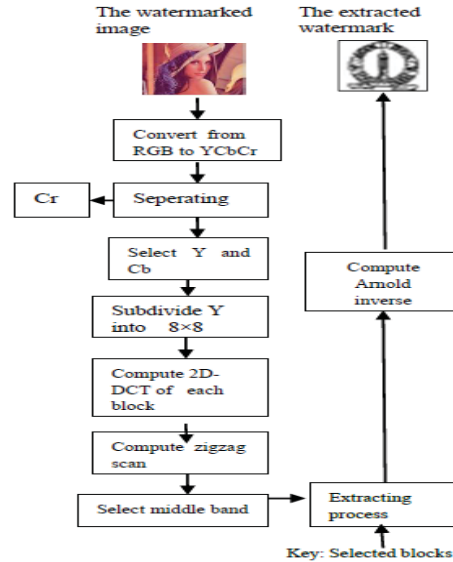 The watermarked
image
The extracted
watermark
Convert from
RGB to YCbCr
Cr
Seperating
Select Y and
Cb
Subdivide Y
into 8×8
Compute 2D-
DCT of each
block
Compute zigzag
scan
Select middle band
Compute
Arnold
inverse
Extracting
process
Key: Selected blocks